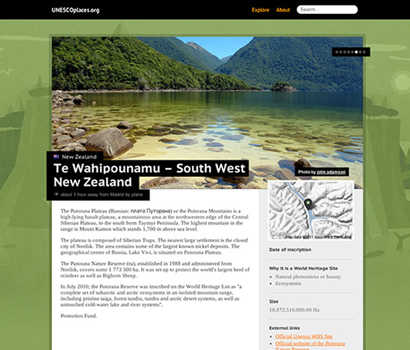 UNESCOplaces.org
Explore
About
Search
New Zealand
Te Wahipounamu – South West
New Zealand
about 1 hour away from Madrid by plane
Photo by john adamson
The Putorana Plateau (Russian: плато Путорана) or the Putorana Mountains is a
high-lying basalt plateau, a mountainous area at the northwestern edge of the Central
Siberian Plateau, to the south from Taymyr Peninsula. The highest mountain in the
range is Mount Kamen which stands 1,700 m above sea level.
The plateau is composed of Siberian Traps. The nearest large settlement is the closed
city of Norilsk. The area contains some of the largest known nickel deposits. The
geographical center of Russia, Lake Vivi, is situated on Putorana Plateau.
The Putorana Nature Reserve (ru), established in 1988 and administered from
Norilsk, covers some 1 773 300 ha. It was set up to protect the world's largest herd of
reindeer as well as Bighorn Sheep.
In July 2010, the Putorana Reserve was inscribed on the World Heritage List as "a
complete set of subarctic and arctic ecosystems in an isolated mountain range,
including pristine taiga, forest tundra, tundra and arctic desert systems, as well as
untouched cold-water lake and river systems".
Protection Fund.
Date of inscription
Why it is a World Heritage Site
Natural phenomena or beauty
Ecosystems
Size
18,872,510,000.00 Ha
External links
Official Unesco WHS Site
Official website of the Putorana